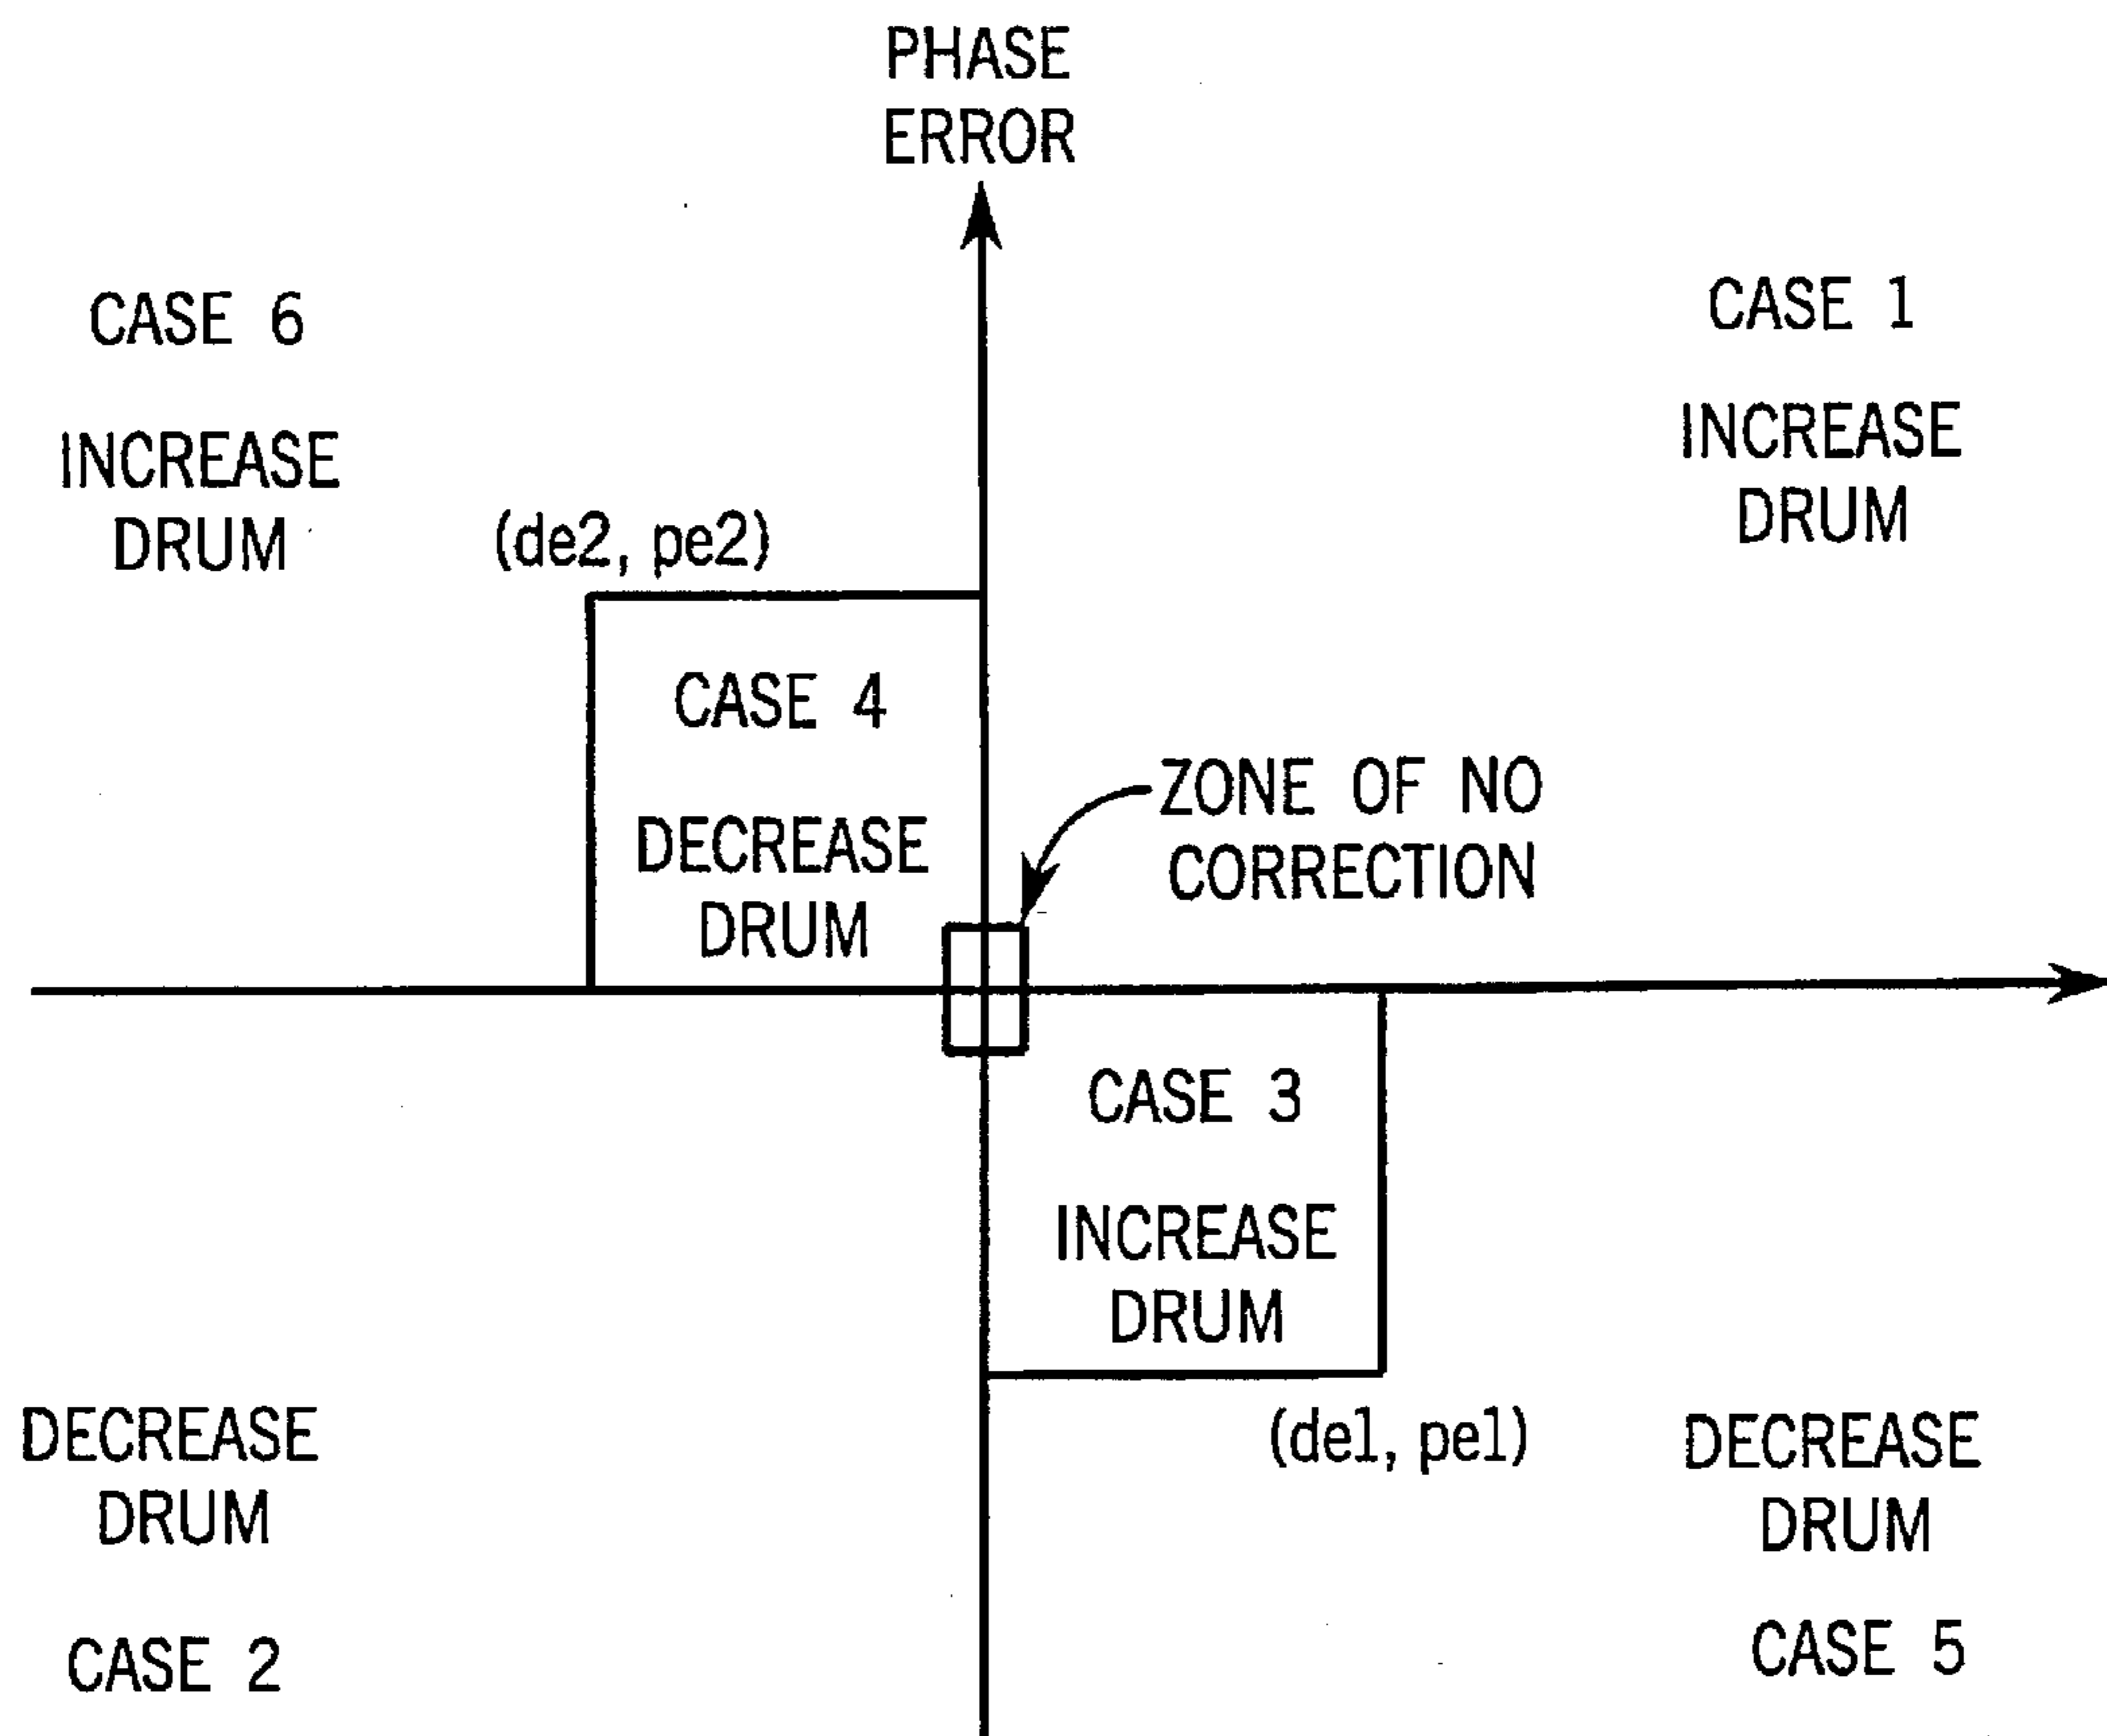 PHASE
ERROR
CASE 6
INCREASE
DRUM
CASE 1
INCREASE
DRUM
(de2, pe2)
CASE 4
DECREASE
DRUM
ZONE OF NO
CORRECTION
CASE 3
INCREASE
DRUM
(de1, pe1)
DECREASE
DRUM
CASE 2
DECREASE
DRUM
CASE 5